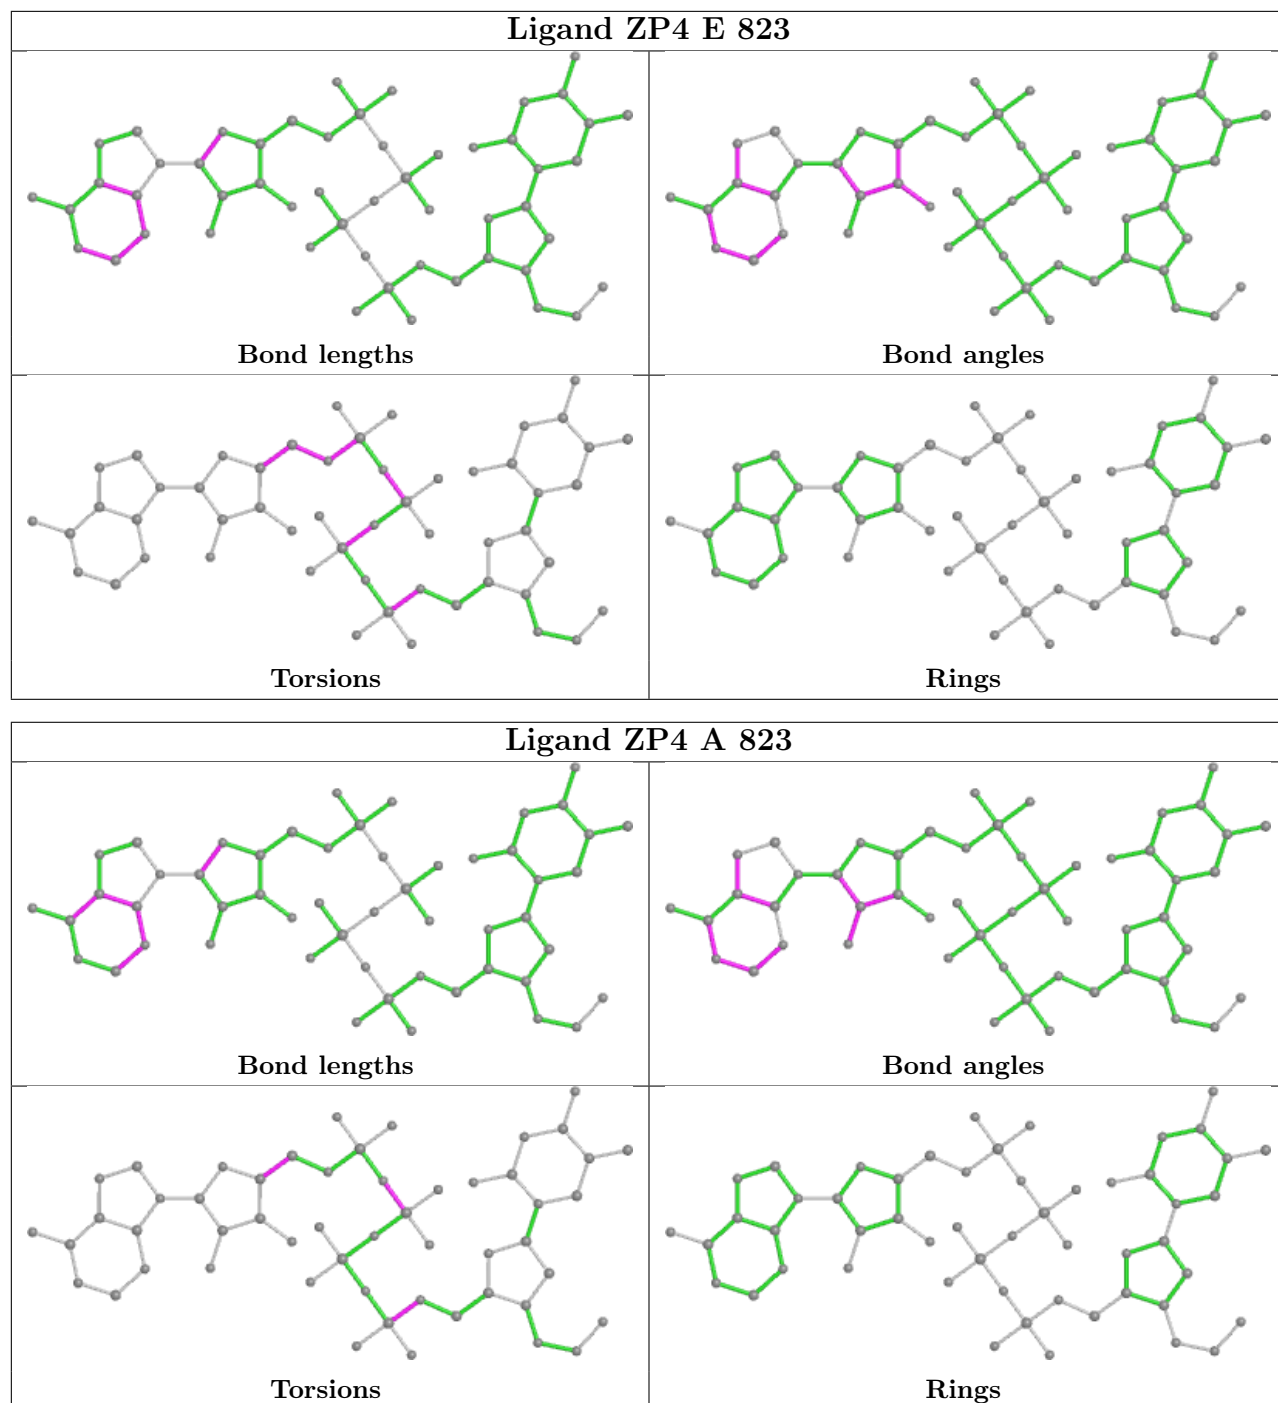 Ligand ZP4 E 823
Bond lengths
Bond angles
Torsions
Rings
Ligand ZP4 A 823
Bond lengths
Bond angles
Torsions
Rings